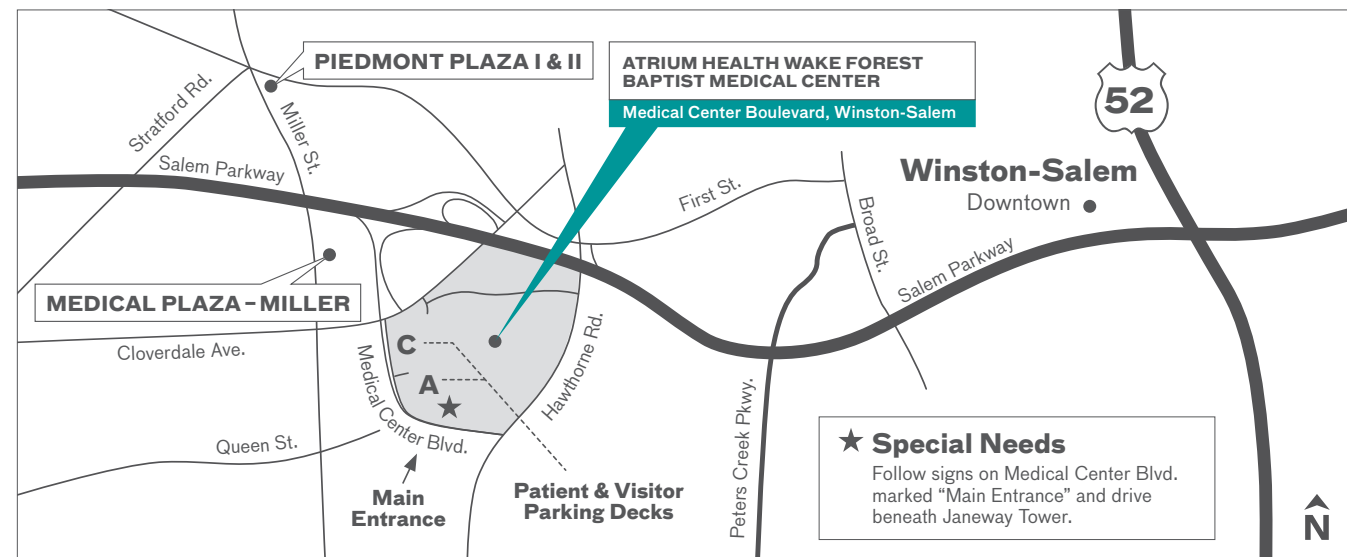 PIEDMONT PLAZA I & II
ATRIUM HEALTH WAKE FOREST
BAPTIST MEDICAL CENTER
Medical Center Boulevard, Winston-Salem
52
Stratford Rd.
Miller St.
Salem Parkway
First St.
Winston-Salem
Downtown
Broad St.
Salem Parkway
MEDICAL PLAZA – MILLER
Cloverdale Ave.
C
A
Medical Center Blvd.
Hawthorne Rd.
Queen St.
Main
Entrance
Patient & Visitor
Parking Decks
Peters Creek Pkwy.
★ Special Needs
Follow signs on Medical Center Blvd.
marked “Main Entrance” and drive
beneath Janeway Tower.
N